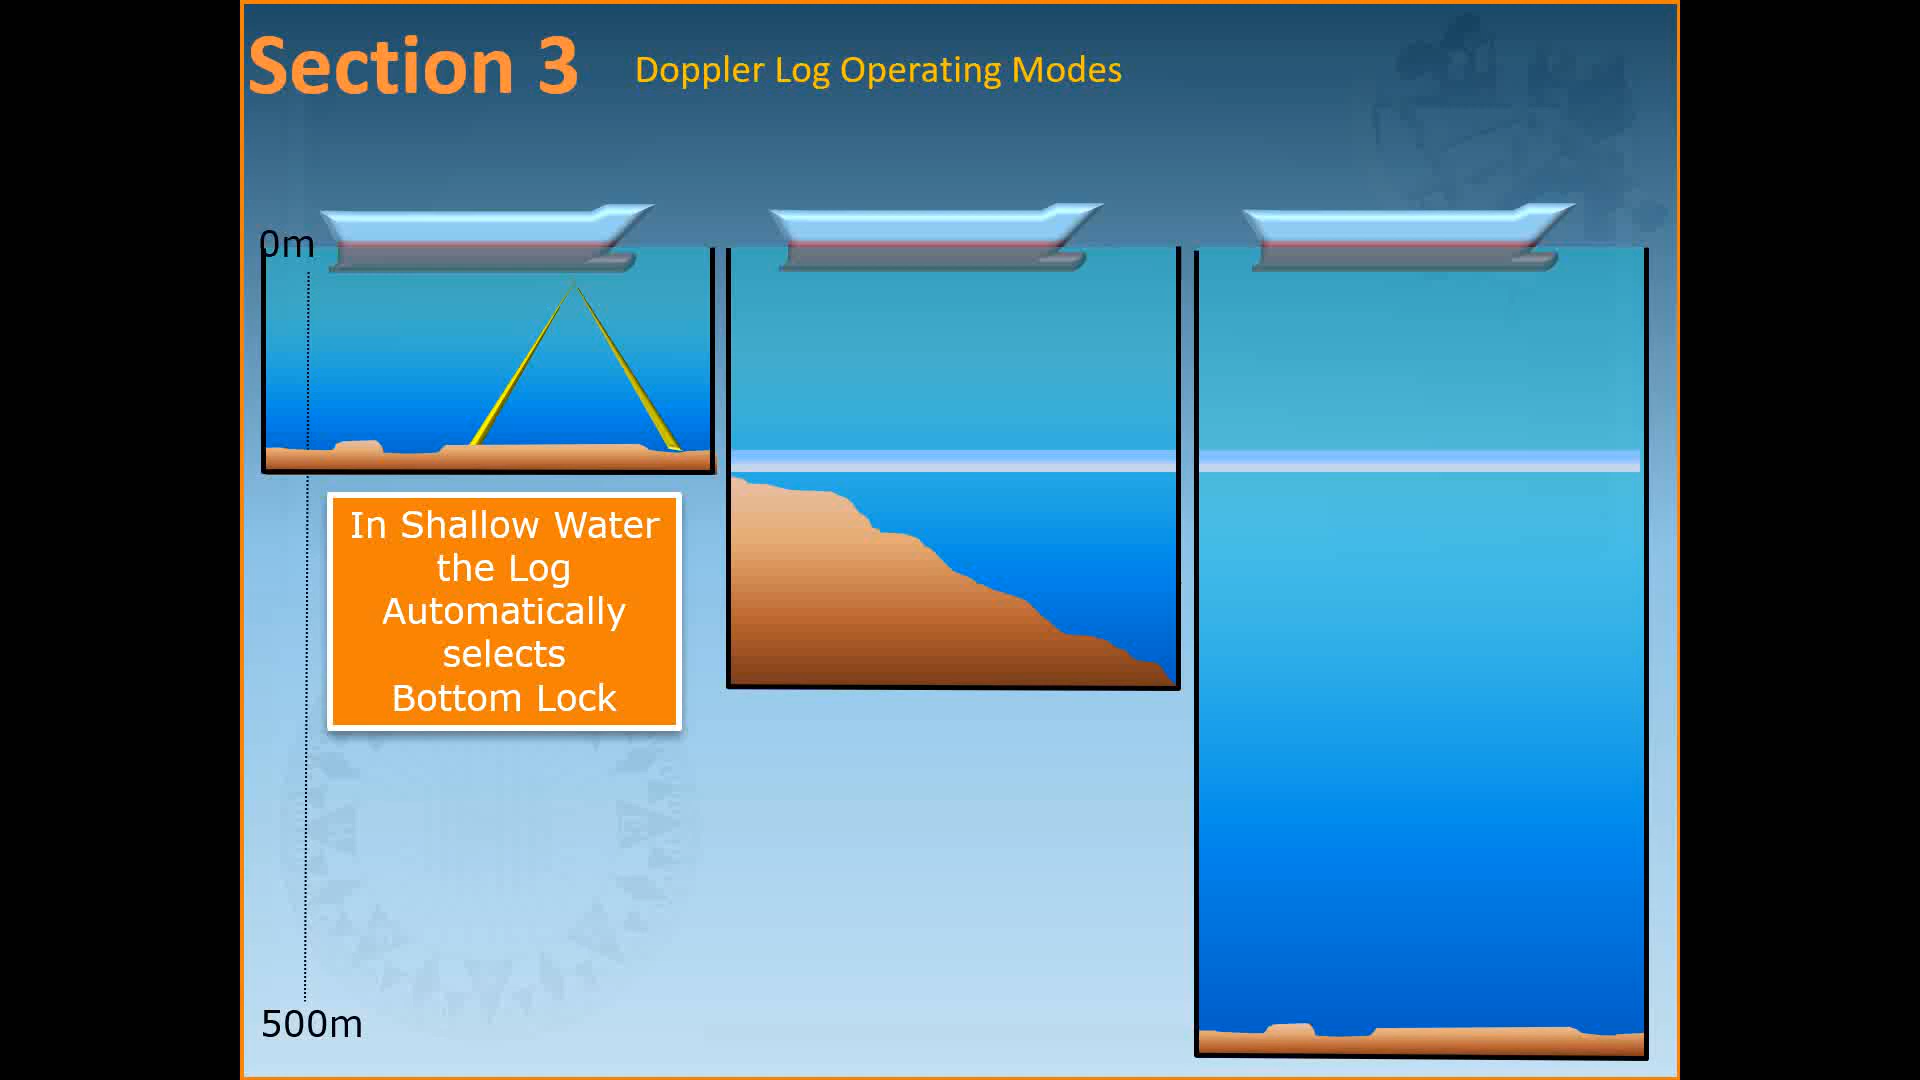 Section 3
Doppler Log Operating Modes
0m
In Shallow Water
the Log
Automatically
selects
Bottom Lock
500m